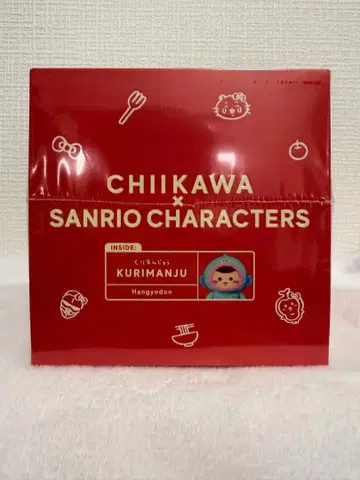 CHIIKAWA
×
SANRIO CHARACTERS
INSIDE:
くりまんじゅう
KURIMANJU
Hangyodon